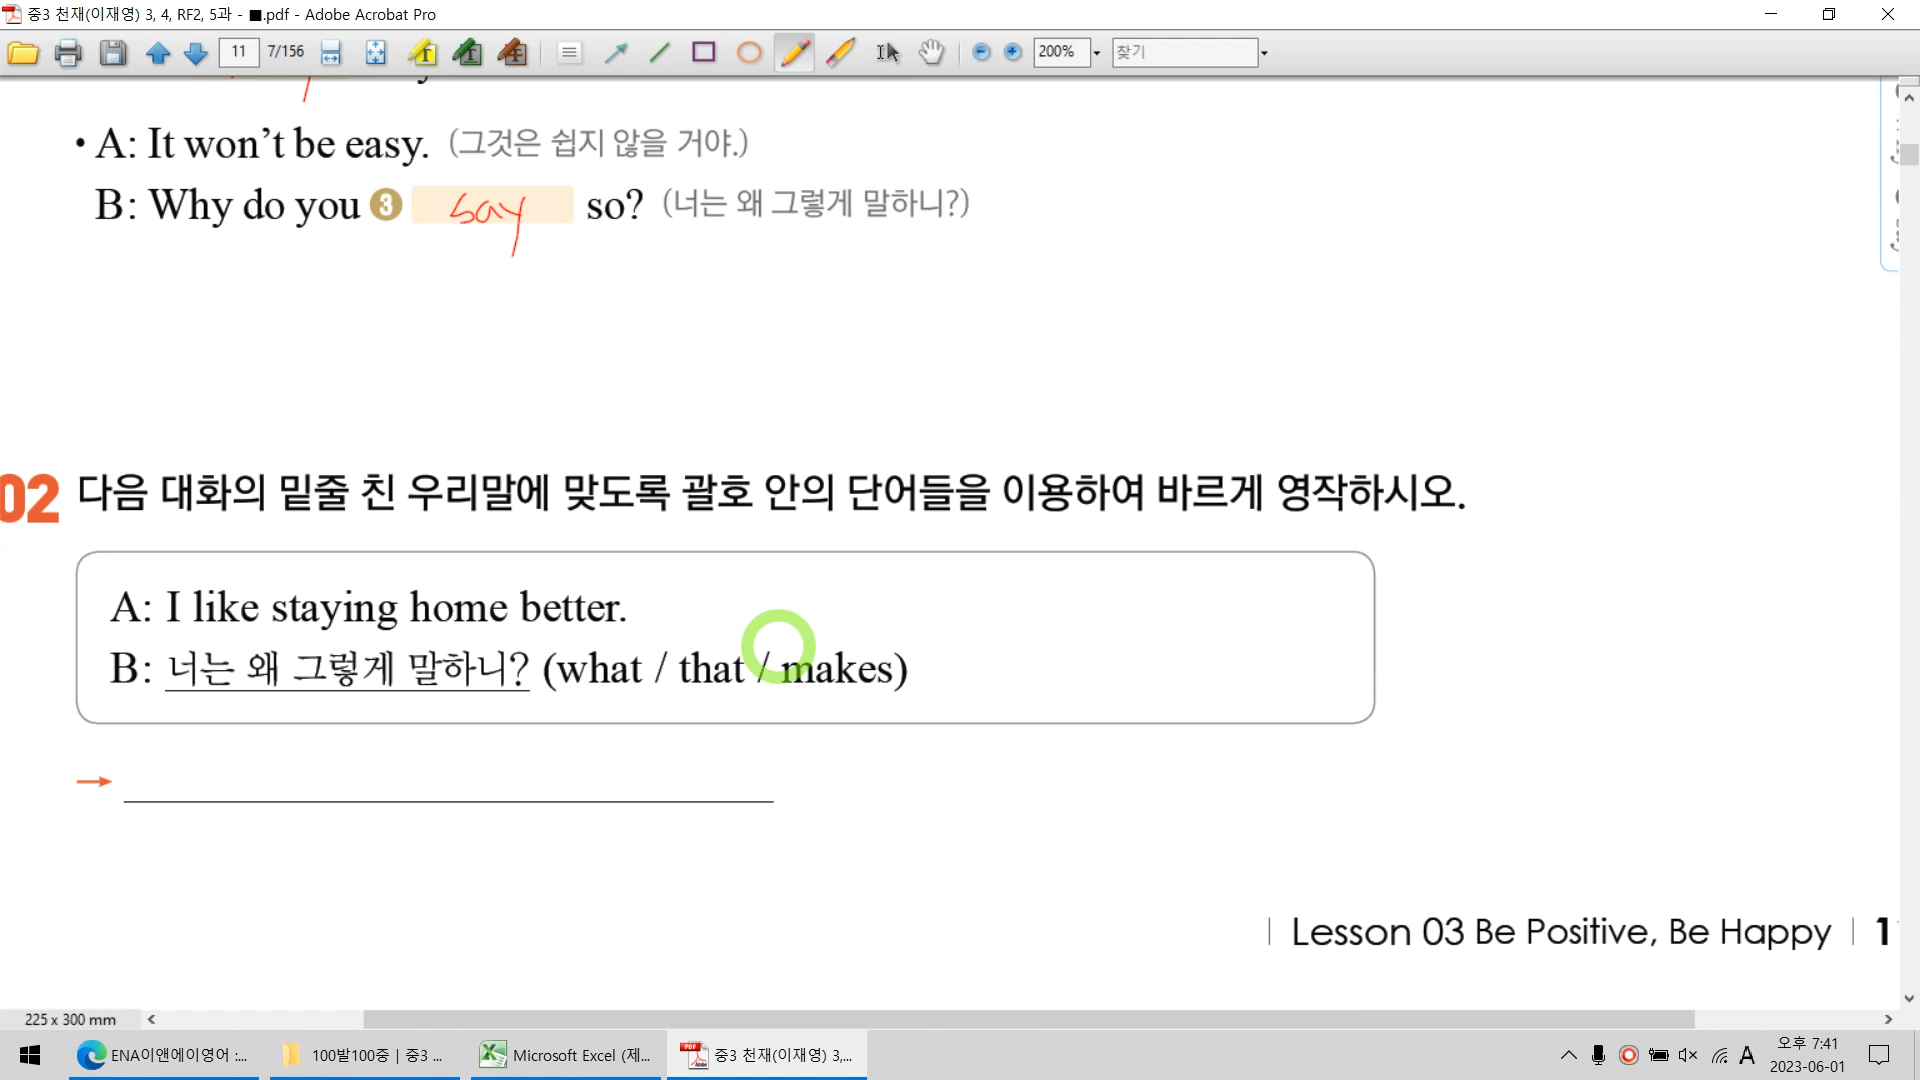 중3 천재(이재영) 3, 4, RF2, 5과 - ■.pdf - Adobe Acrobat Pro
11 7/156 200% 찾기
• A: It won't be easy. (그것은 쉽지 않을 거야.)
B: Why do you 3 say so? (너는 왜 그렇게 말하니?)
02 다음 대화의 밑줄 친 우리말에 맞도록 괄호 안의 단어들을 이용하여 바르게 영작하시오.
A: I like staying home better.
B: 너는 왜 그렇게 말하니? (what / that / makes)
→
Lesson 03 Be Positive, Be Happy 1
225 x 300 mm
ENA이앤에이영어 :... 100발100중 | 중3 ... Microsoft Excel (제... 중3 천재(이재영) 3,... A 오후 7:41
2023-06-01